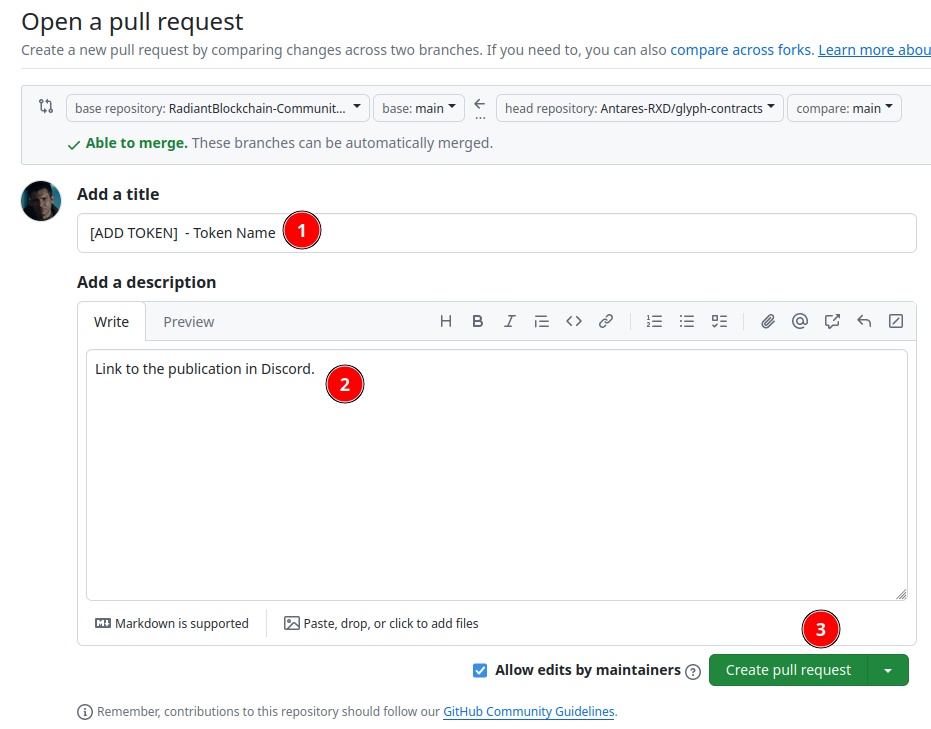 Open a pull request
Create a new pull request by comparing changes across two branches. If you need to, you can also compare across forks. Learn more abou
base repository: RadiantBlockchain-Communit... base: main ← ... head repository: Antares-RXD/glyph-contracts compare: main
Able to merge. These branches can be automatically merged.
Add a title
[ADD TOKEN]  - Token Name 1
Add a description
Write Preview H B I
Link to the publication in Discord. 2
Markdown is supported Paste, drop, or click to add files
3
Allow edits by maintainers Create pull request
Remember, contributions to this repository should follow our GitHub Community Guidelines.